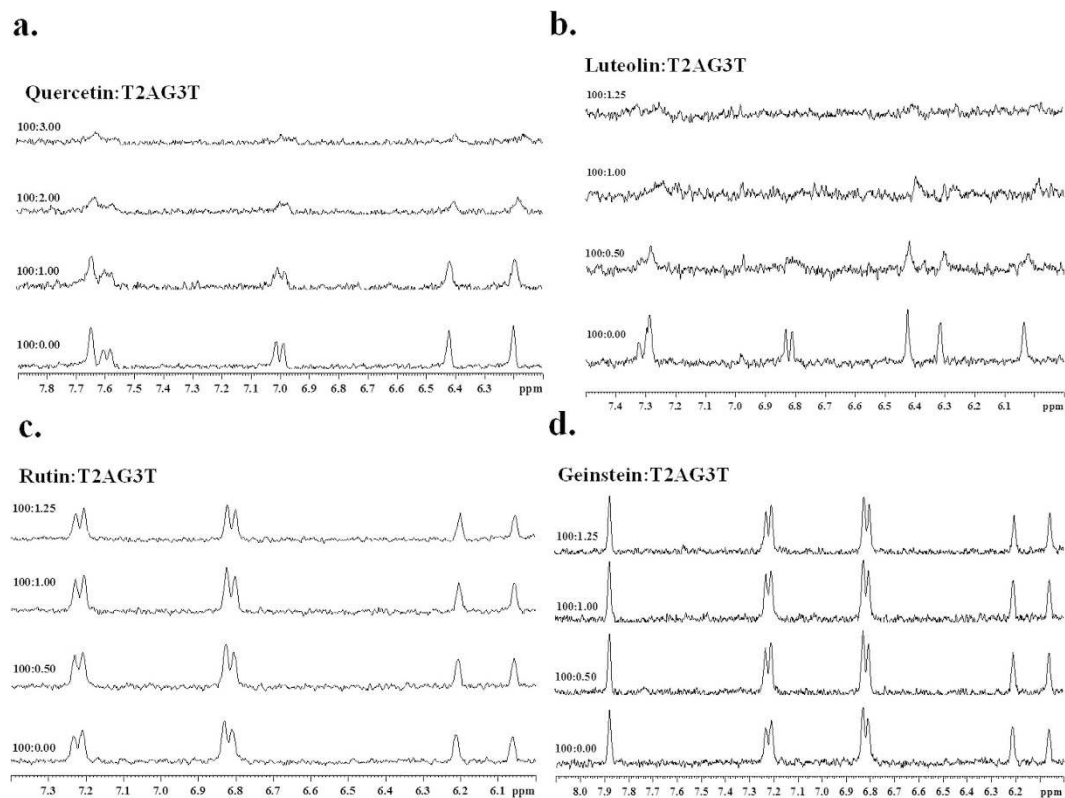 a.
Quercetin:T2AG3T
100:3.00
100:2.00
100:1.00
100:0.00
7.8 7.7 7.6 7.5 7.4 7.3 7.2 7.1 7.0 6.9 6.8 6.7 6.6 6.5 6.4 6.3 ppm
b.
Luteolin:T2AG3T
100:1.25
100:1.00
100:0.50
100:0.00
7.4 7.3 7.2 7.1 7.0 6.9 6.8 6.7 6.6 6.5 6.4 6.3 6.2 6.1 ppm
c.
Rutin:T2AG3T
100:1.25
100:1.00
100:0.50
100:0.00
7.3 7.2 7.1 7.0 6.9 6.8 6.7 6.6 6.5 6.4 6.3 6.2 6.1 ppm
d.
Geinstein:T2AG3T
100:1.25
100:1.00
100:0.50
100:0.00
8.0 7.9 7.8 7.7 7.6 7.5 7.4 7.3 7.2 7.1 7.0 6.9 6.8 6.7 6.6 6.5 6.4 6.3 6.2 ppm